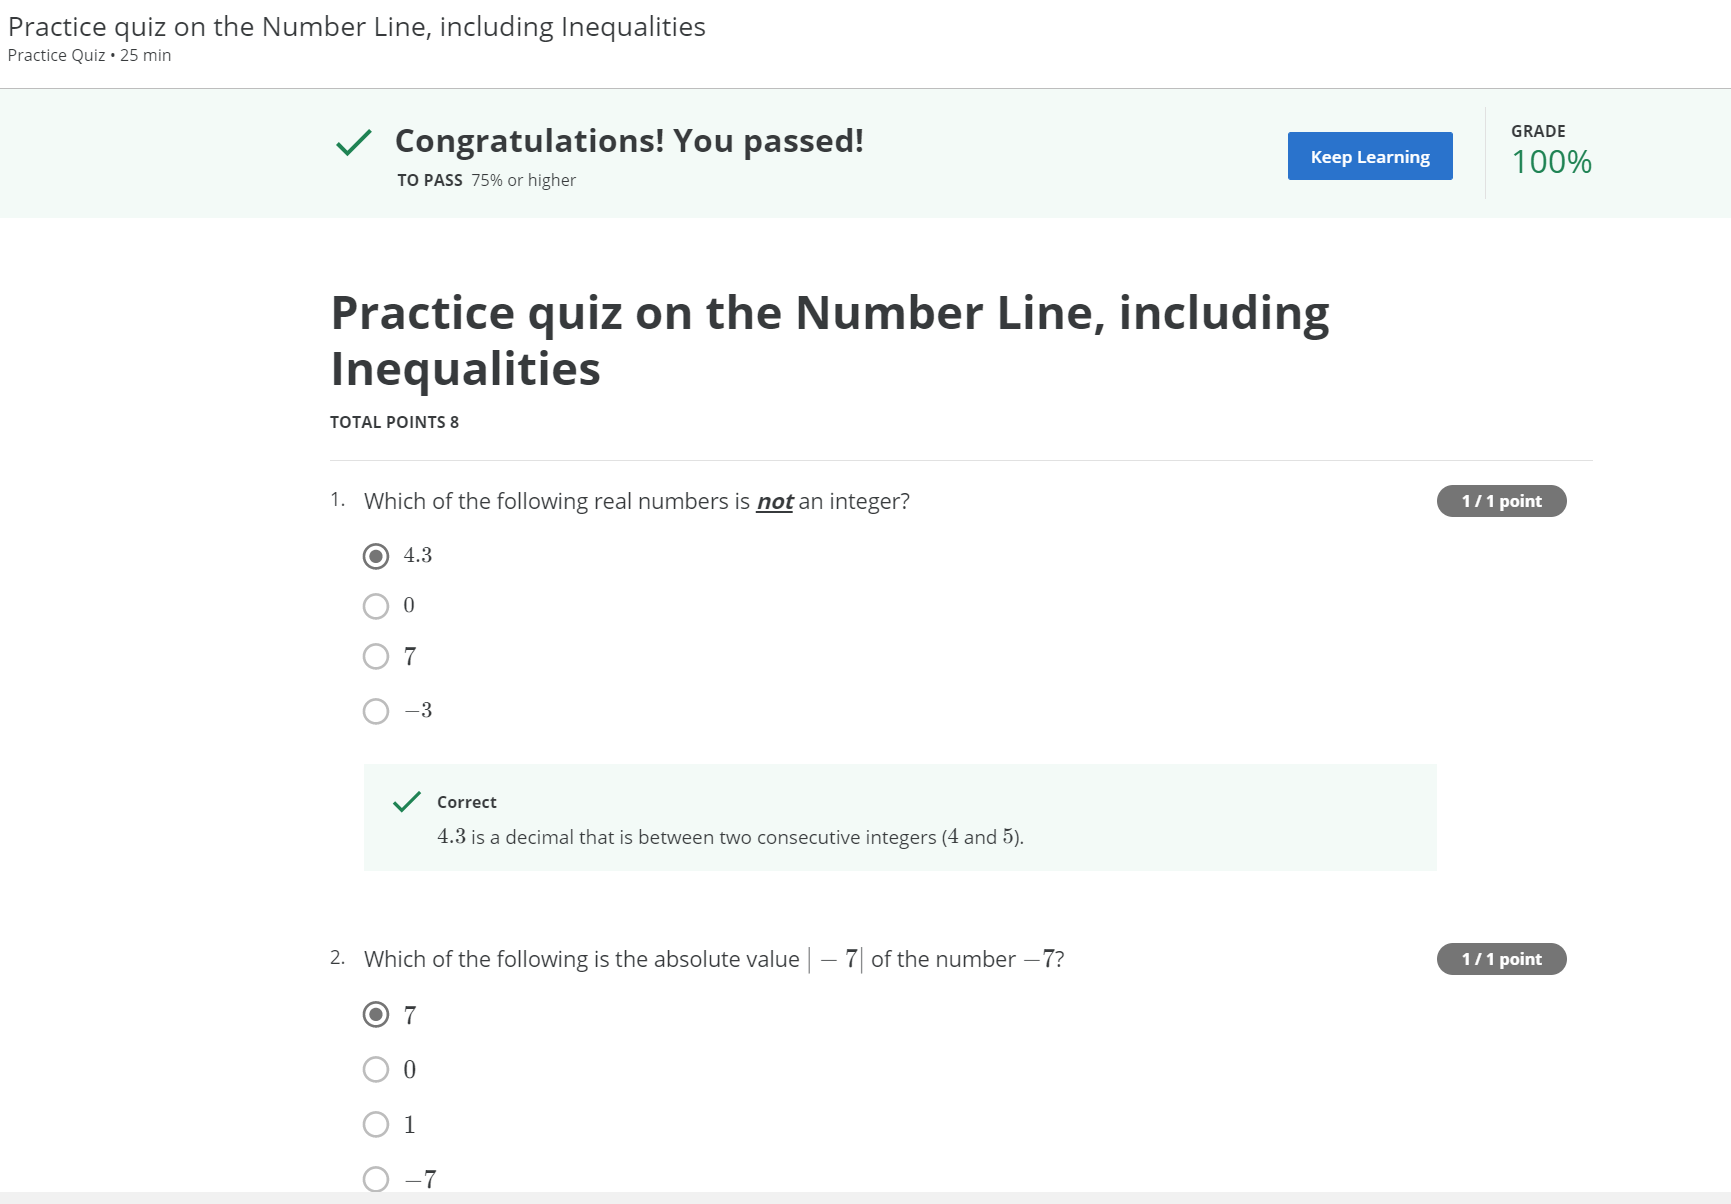 Practice quiz on the Number Line, including Inequalities
Practice Quiz • 25 min
Congratulations! You passed!
TO PASS 75% or higher
Keep Learning
GRADE
100%
Practice quiz on the Number Line, including
Inequalities
TOTAL POINTS 8
1. Which of the following real numbers is not an integer?
1 / 1 point
4.3
0
7
−3
Correct
4.3 is a decimal that is between two consecutive integers (4 and 5).
2. Which of the following is the absolute value | − 7| of the number −7?
1 / 1 point
7
0
1
−7